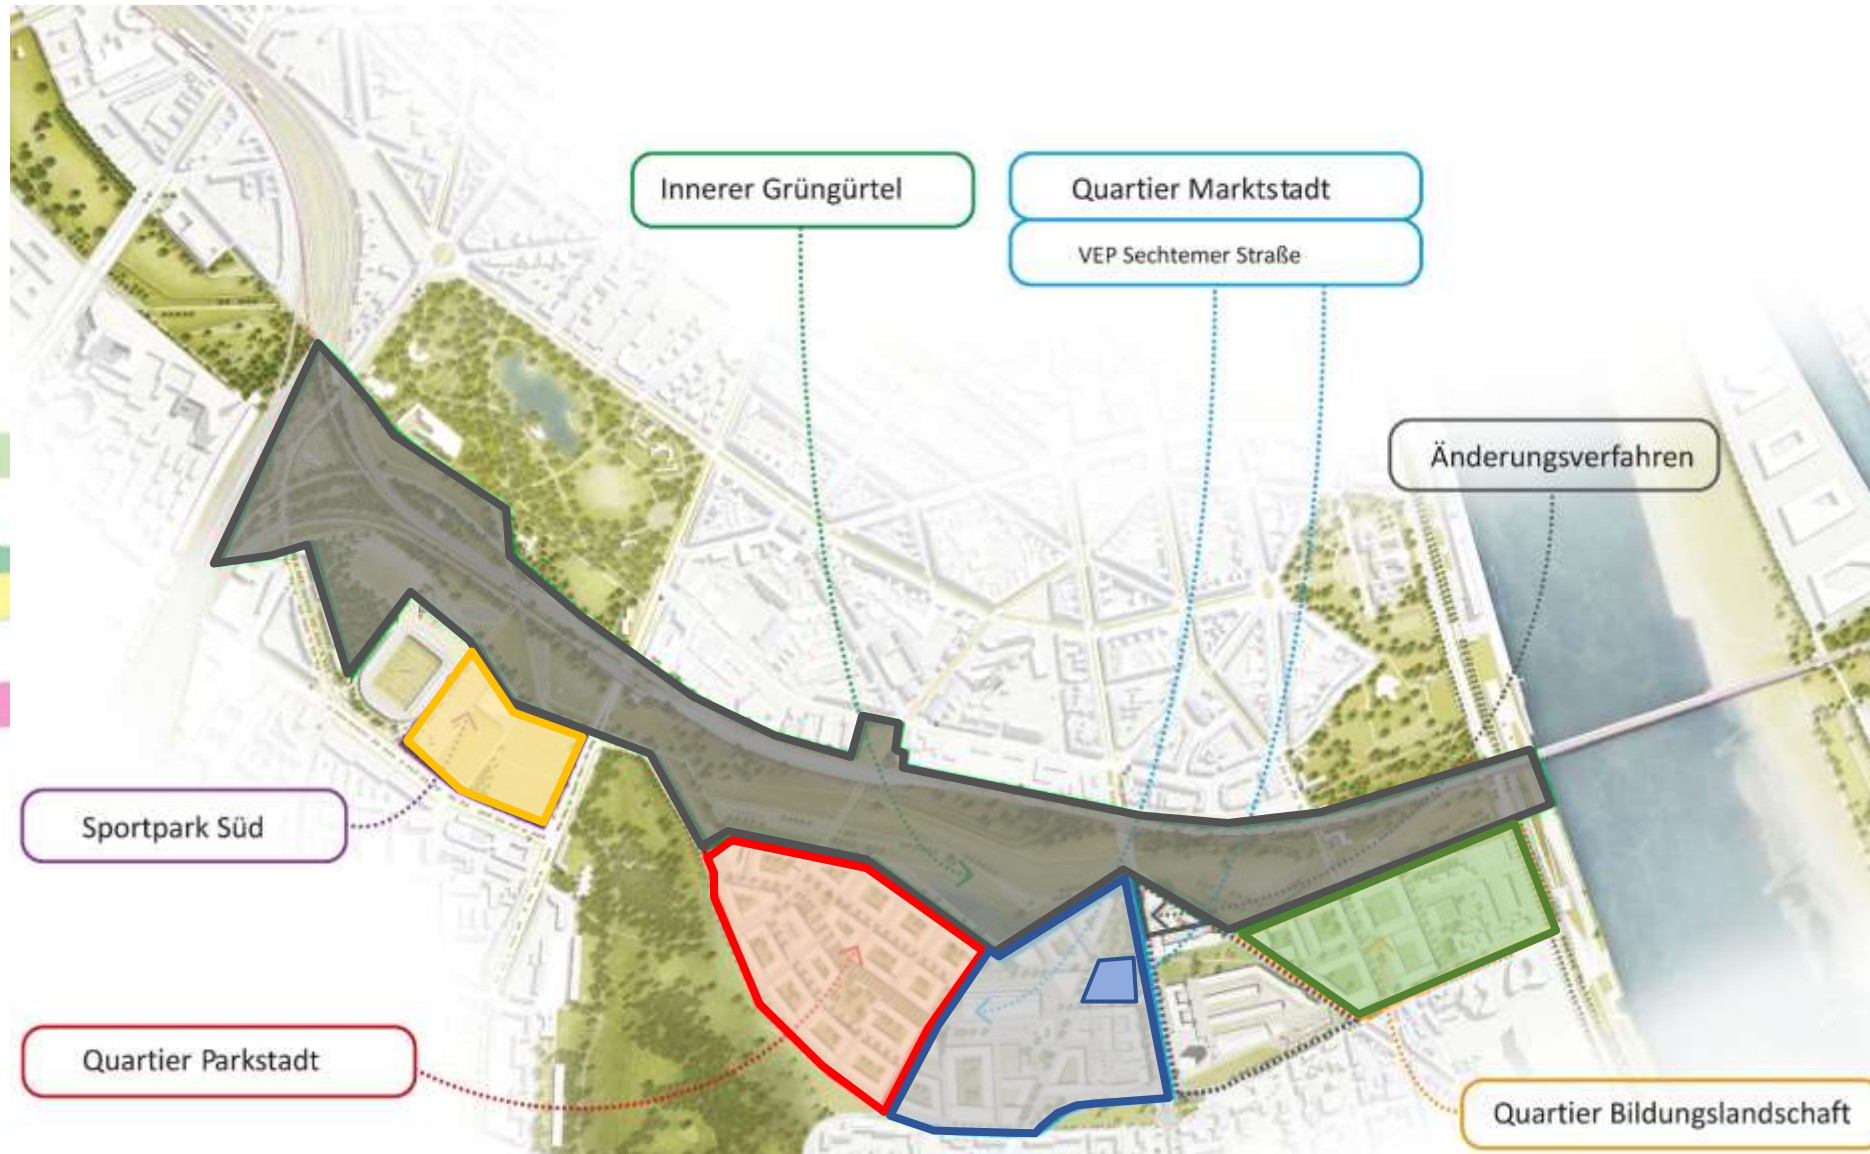 Innerer Grüngürtel
Quartier Marktstadt
VEP Sechtemer Straße
Änderungsverfahren
Sportpark Süd
Quartier Parkstadt
Quartier Bildungslandschaft